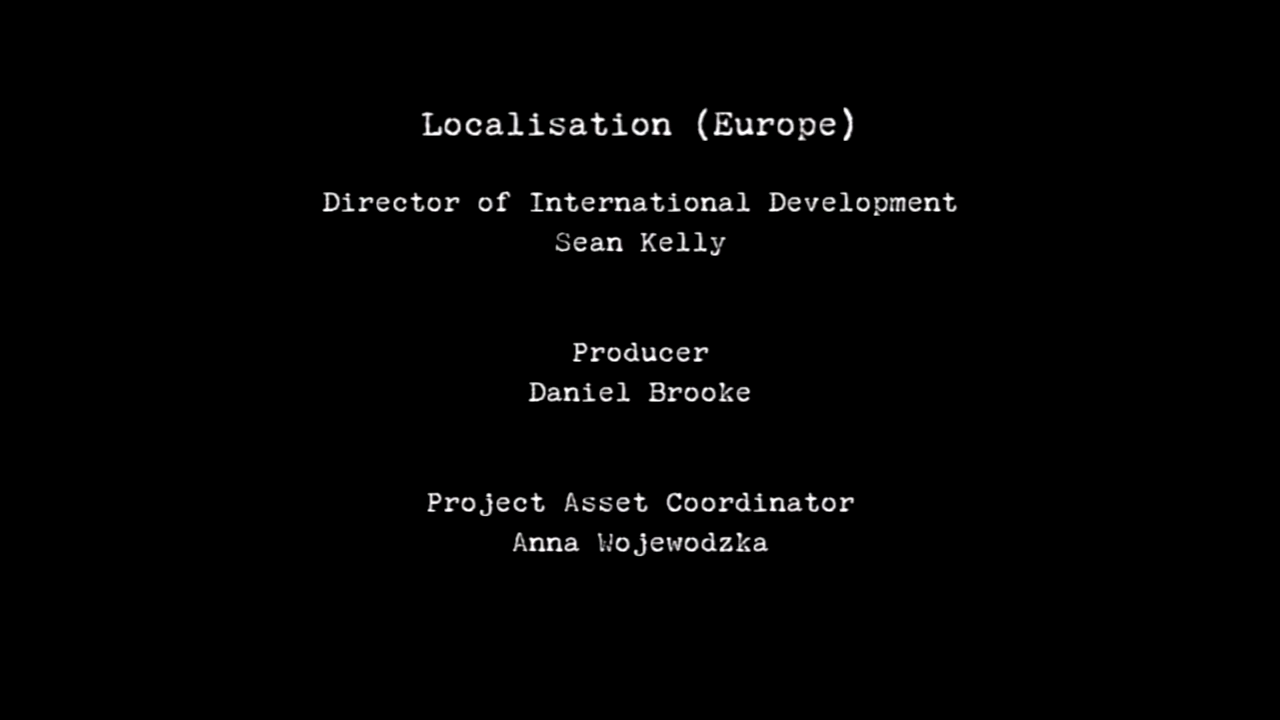 Localisation (Europe)
Director of International Development
Sean Kelly
Producer
Daniel Brooke
Project Asset Coordinator
Anna Wojewodzka